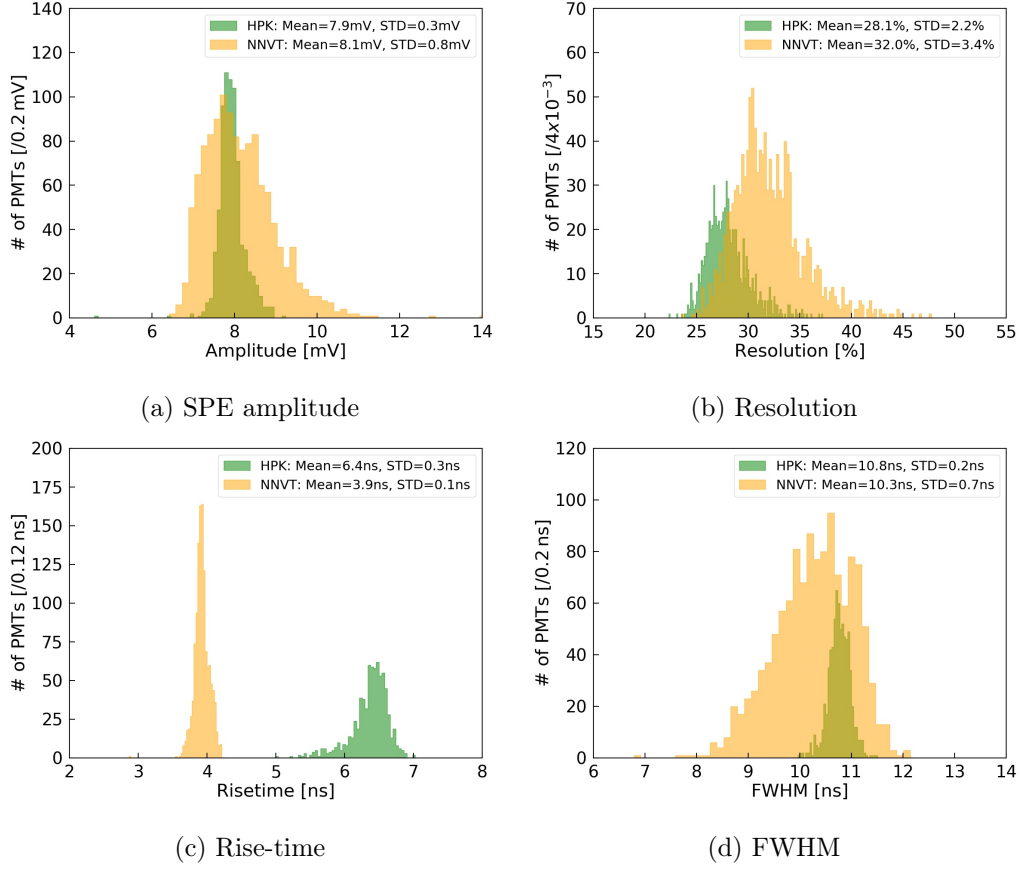 HPK: Mean=7.9mV, STD=0.3mV
NNVT: Mean=8.1mV, STD=0.8mV
# of PMTs [/0.2 mV]
140
120
100
80
60
40
20
0
4 6 8 10 12 14
Amplitude [mV]
(a) SPE amplitude
HPK: Mean=28.1%, STD=2.2%
NNVT: Mean=32.0%, STD=3.4%
# of PMTs [/4x10⁻³]
70
60
50
40
30
20
10
0
15 20 25 30 35 40 45 50 55
Resolution [%]
(b) Resolution
HPK: Mean=6.4ns, STD=0.3ns
NNVT: Mean=3.9ns, STD=0.1ns
# of PMTs [/0.12 ns]
200
175
150
125
100
75
50
25
0
2 3 4 5 6 7 8
Risetime [ns]
(c) Rise-time
HPK: Mean=10.8ns, STD=0.2ns
NNVT: Mean=10.3ns, STD=0.7ns
# of PMTs [/0.2 ns]
120
100
80
60
40
20
0
6 7 8 9 10 11 12 13 14
FWHM [ns]
(d) FWHM